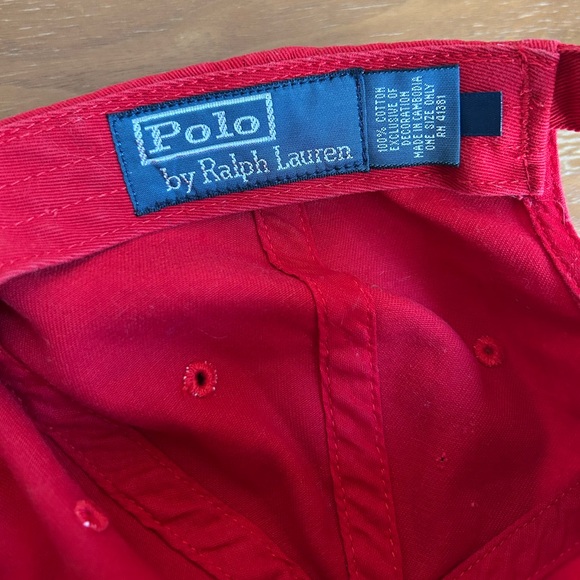 Polo
by Ralph Lauren
100% COTTON
EXCLUSIVE OF
DECORATION
MADE IN CAMBODIA
ONE SIZE ONLY
RN 41381